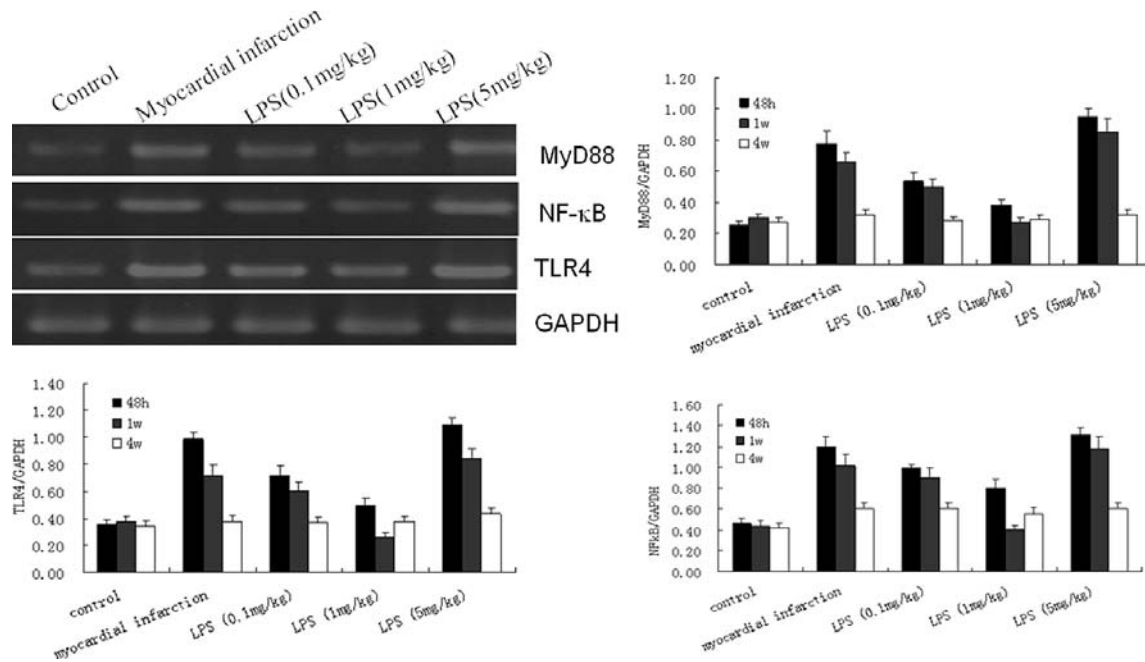 Control
Myocardial infarction
LPS(0.1mg/kg)
LPS(1mg/kg)
LPS(5mg/kg)
MyD88
NF-κB
TLR4
GAPDH
MyD88/GAPDH
1.20
1.00
0.80
0.60
0.40
0.20
0.00
48h
1w
4w
control
myocardial infarction
LPS (0.1mg/kg)
LPS (1mg/kg)
LPS (5mg/kg)
TLR4/GAPDH
1.40
1.20
1.00
0.80
0.60
0.40
0.20
0.00
48h
1w
4w
control
myocardial infarction
LPS (0.1mg/kg)
LPS (1mg/kg)
LPS (5mg/kg)
NFkB/GAPDH
1.60
1.40
1.20
1.00
0.80
0.60
0.40
0.20
0.00
48h
1w
4w
control
myocardial infarction
LPS (0.1mg/kg)
LPS (1mg/kg)
LPS (5mg/kg)